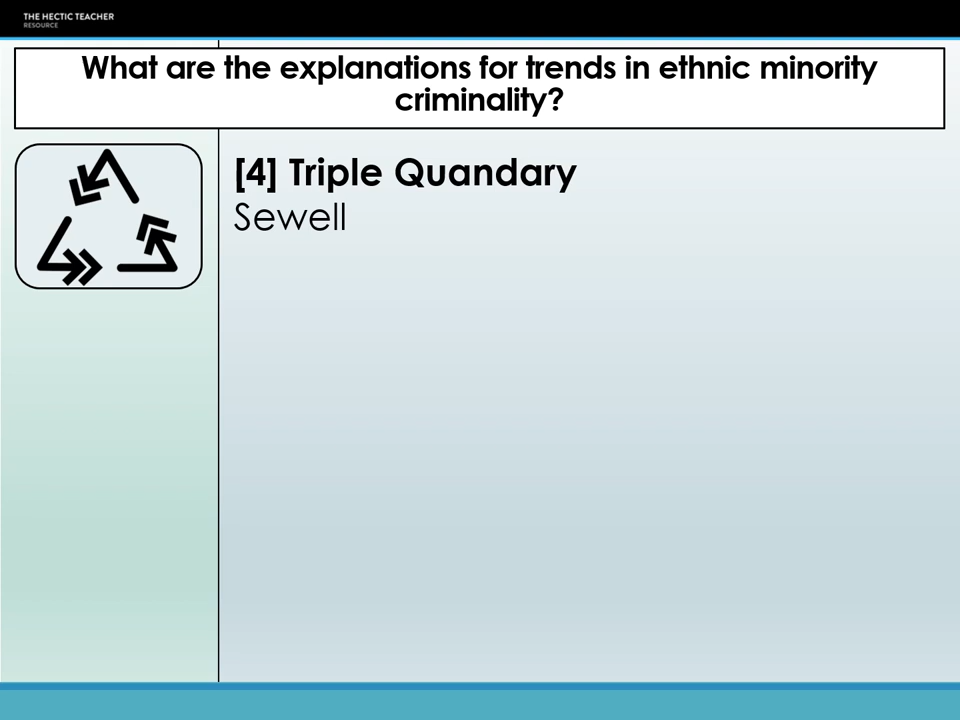 THE HECTIC TEACHER
RESOURCE
What are the explanations for trends in ethnic minority
criminality?
[4] Triple Quandary
Sewell